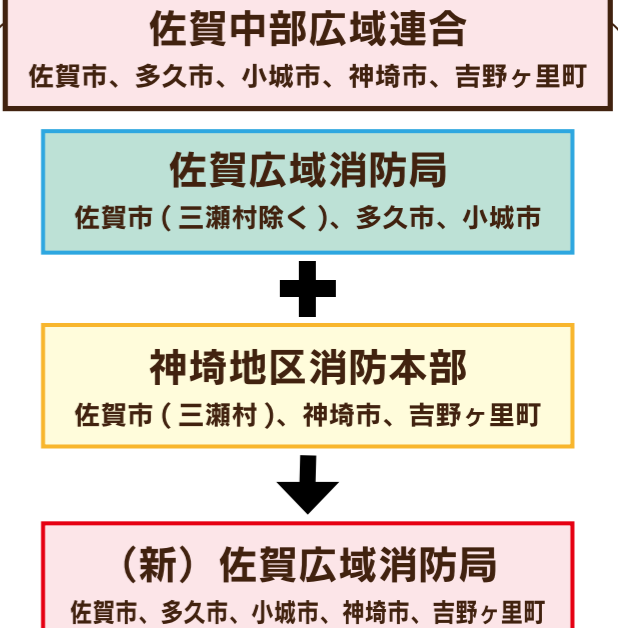 佐賀中部広域連合
佐賀市、多久市、小城市、神埼市、吉野ヶ里町
佐賀広域消防局
佐賀市(三瀬村除く)、多久市、小城市
神埼地区消防本部
佐賀市(三瀬村)、神埼市、吉野ヶ里町
（新）佐賀広域消防局
佐賀市、多久市、小城市、神埼市、吉野ヶ里町